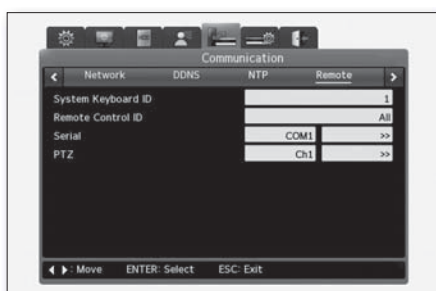 Communication
< Network DDNS NTP Remote >
System Keyboard ID 1
Remote Control ID All
Serial COM1 >>
PTZ Ch1 >>
◀ ▶ : Move ENTER: Select ESC: Exit